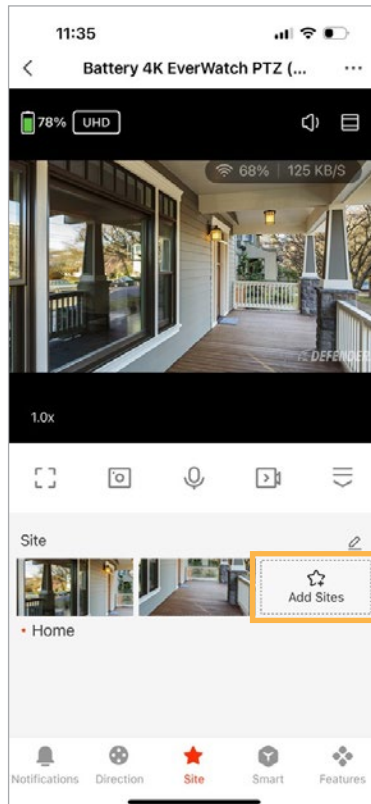 11:35
Battery 4K EverWatch PTZ (...
78% UHD
68% | 125 KB/S
DEFENDER
1.0x
Site
Add Sites
• Home
Notifications Direction Site Smart Features